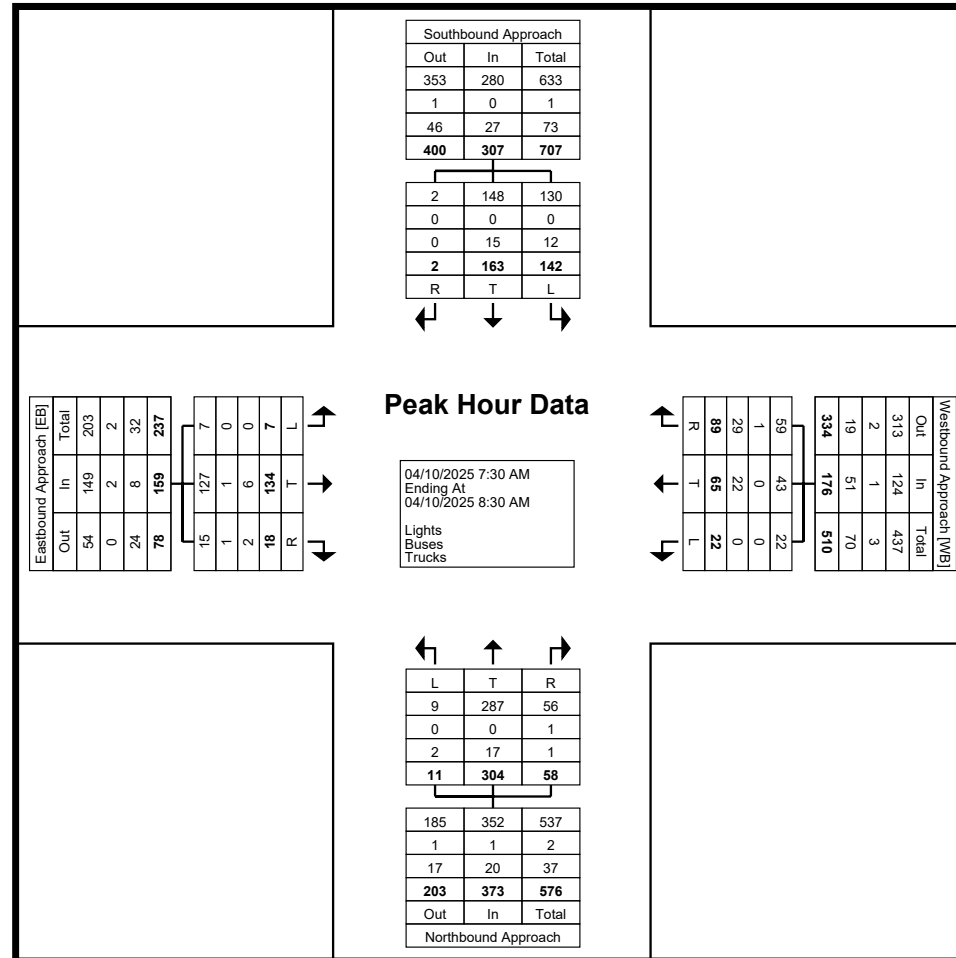 Southbound Approach
Out In Total
353 280 633
1 0 1
46 27 73
400 307 707
2 148 130
0 0 0
0 15 12
2 163 142
R T L
Eastbound Approach [EB]
Total In Out
203 149 54
2 2 0
32 8 24
237 159 78
7 127 15
0 1 1
0 6 2
7 134 18
L T R
Peak Hour Data
04/10/2025 7:30 AM
Ending At
04/10/2025 8:30 AM
Lights
Buses
Trucks
R T L
89 65 22
29 22 0
1 0 0
59 43 22
334 176 510
19 51 70
2 1 3
313 124 437
Out In Total
Westbound Approach [WB]
L T R
9 287 56
0 0 1
2 17 1
11 304 58
185 352 537
1 1 2
17 20 37
203 373 576
Out In Total
Northbound Approach